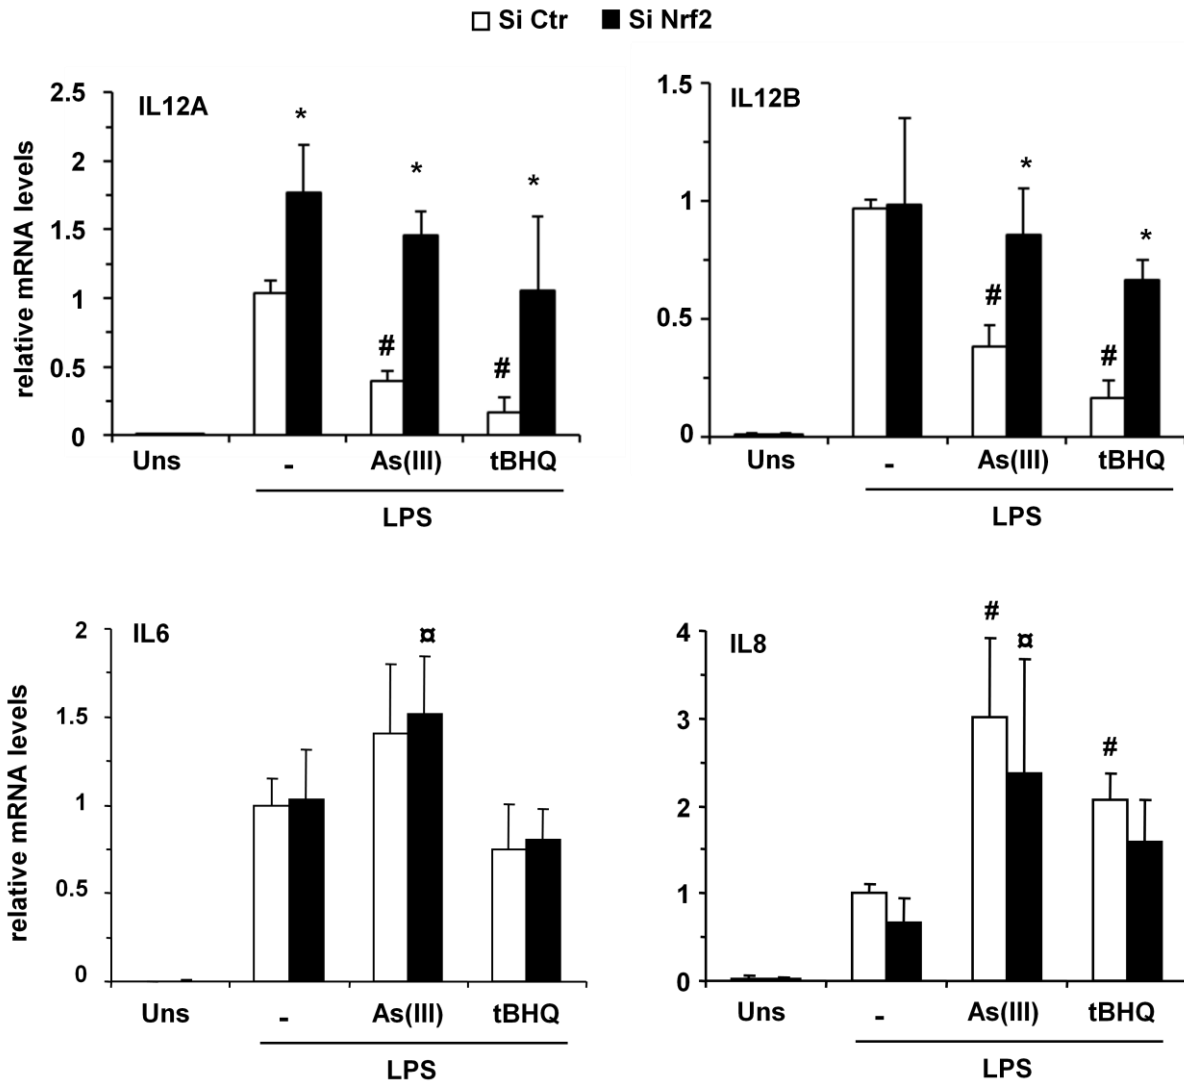 Si Ctr Si Nrf2
IL12A
relative mRNA levels
2.5
*
2
*
*
1.5
1
#
#
0.5
0
Uns - As(III) tBHQ
LPS
IL12B
1.5
*
1
*
#
0.5
#
0
Uns - As(III) tBHQ
LPS
IL6
relative mRNA levels
2
¤
1.5
1
0.5
0
Uns - As(III) tBHQ
LPS
IL8
#
4
¤
3
#
2
1
0
Uns - As(III) tBHQ
LPS